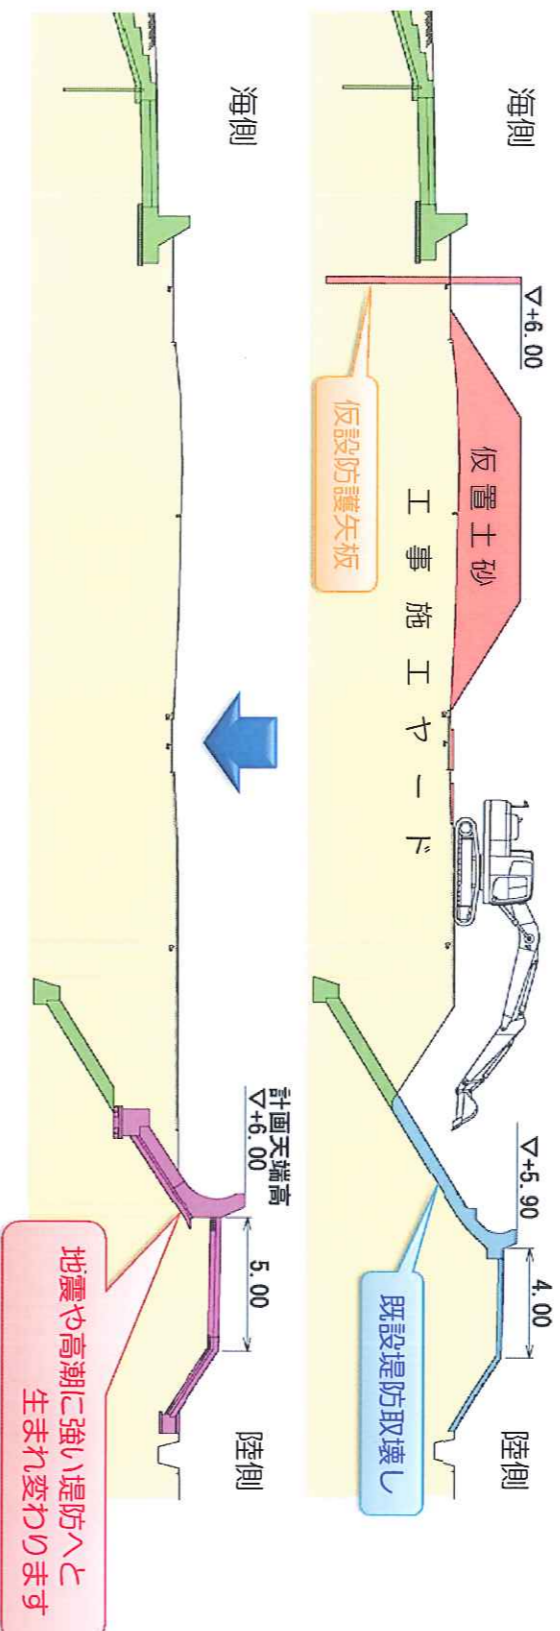 海側
陸側
▽+6.00
▽+5.90
4.00
仮置土砂
工事施工ヤード
仮設防護矢板
既設堤防取壊し
海側
陸側
計画天端高
▽+6.00
5.00
地震や高潮に強い堤防へと
生まれ変わります